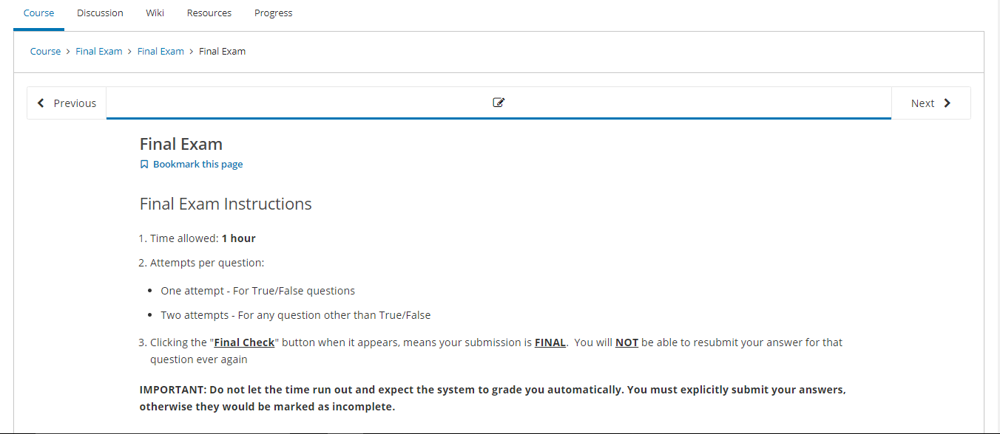 Course Discussion Wiki Resources Progress
Course > Final Exam > Final Exam > Final Exam
Previous Next
Final Exam
Bookmark this page
Final Exam Instructions
1. Time allowed: 1 hour
2. Attempts per question:
• One attempt - For True/False questions
• Two attempts - For any question other than True/False
3. Clicking the "Final Check" button when it appears, means your submission is FINAL.  You will NOT be able to resubmit your answer for that
question ever again
IMPORTANT: Do not let the time run out and expect the system to grade you automatically. You must explicitly submit your answers,
otherwise they would be marked as incomplete.